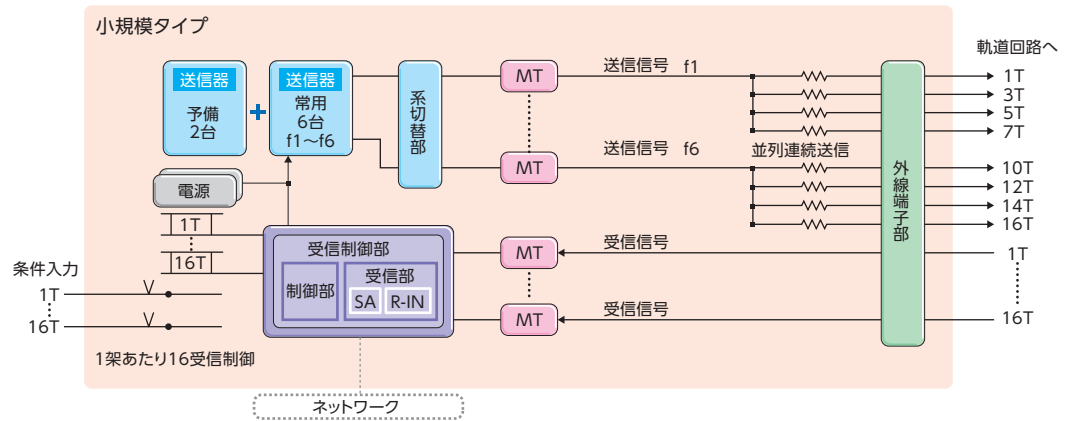 小規模タイプ
送信器
予備
2台
送信器
常用
6台
f1～f6
系切替部
MT
MT
送信信号 f1
送信信号 f6
並列連続送信
外線端子部
軌道回路へ
1T
3T
5T
7T
10T
12T
14T
16T
電源
1T
16T
条件入力
1T
16T
受信制御部
制御部
受信部
SA
R-IN
MT
MT
受信信号
受信信号
1T
16T
1架あたり16受信制御
ネットワーク